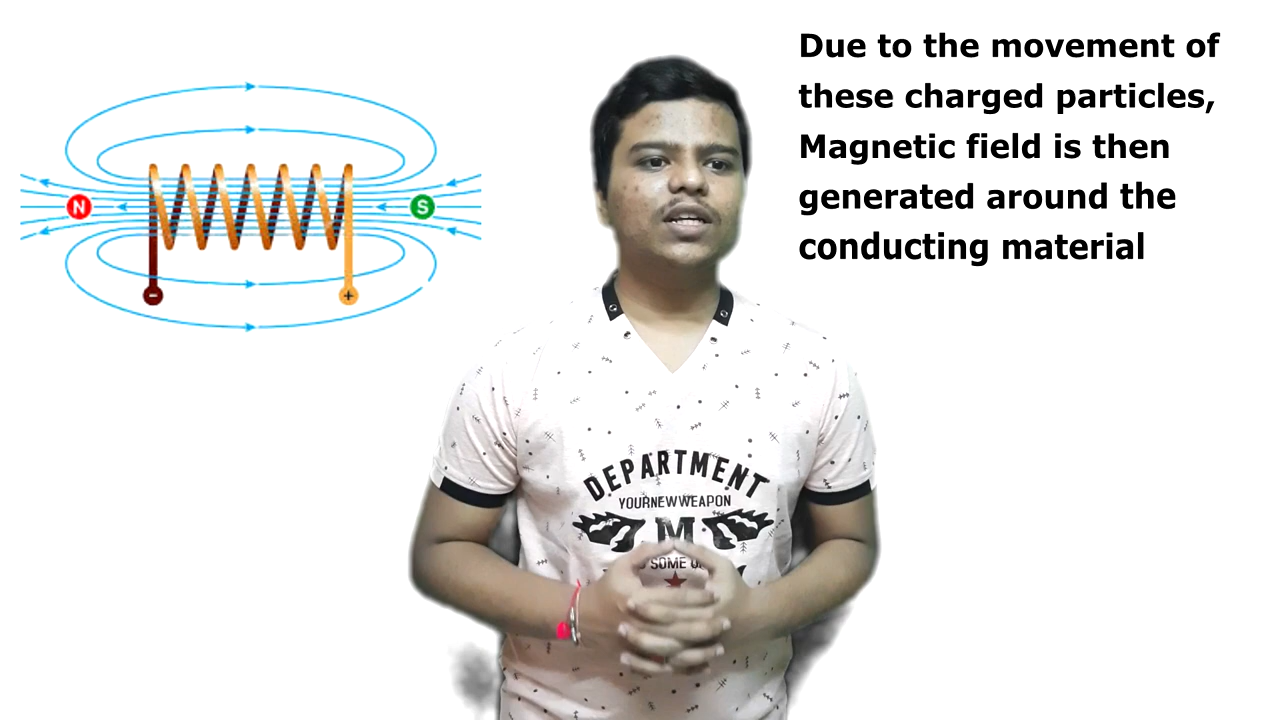 Due to the movement of
these charged particles,
Magnetic field is then
generated around the
conducting material
N
S
-
+
DEPARTMENT
YOURNEWWEAPON
M
SOME